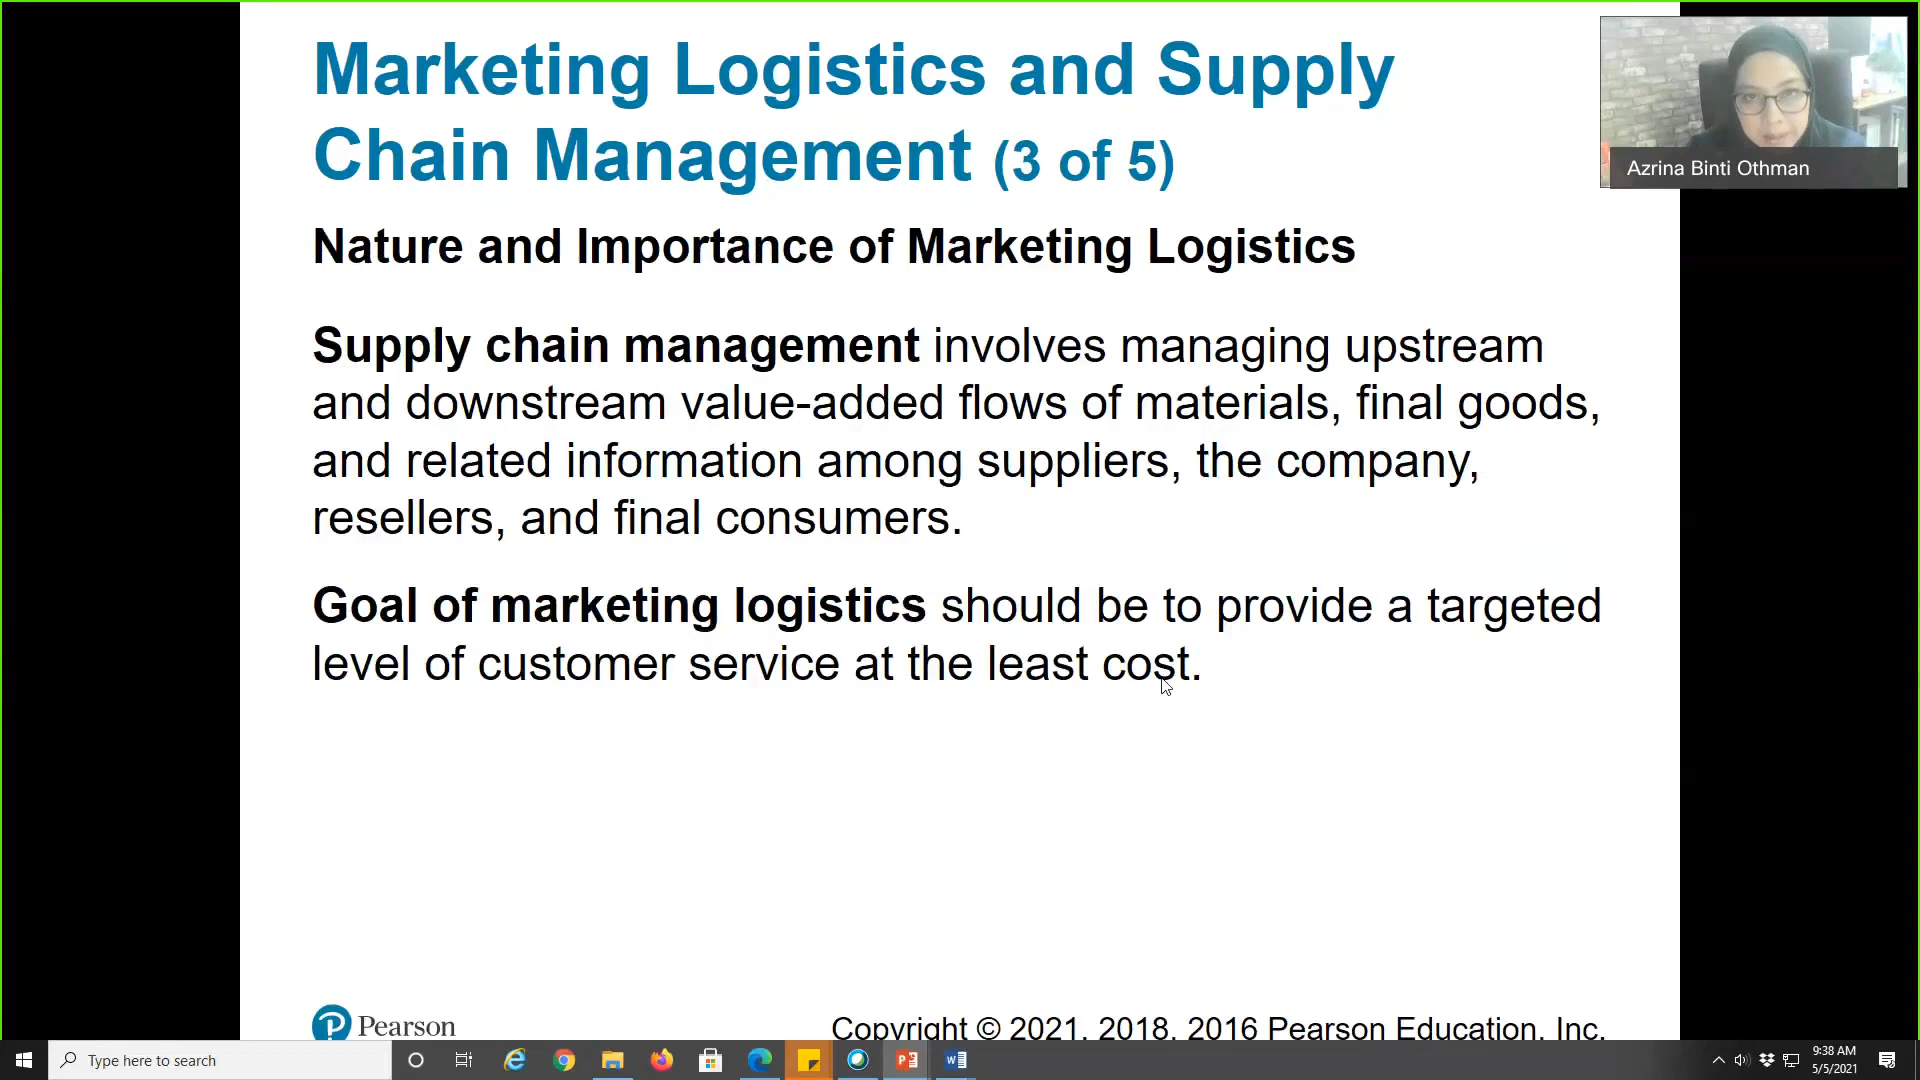 Marketing Logistics and Supply
Chain Management (3 of 5)
Azrina Binti Othman
Nature and Importance of Marketing Logistics
Supply chain management involves managing upstream
and downstream value-added flows of materials, final goods,
and related information among suppliers, the company,
resellers, and final consumers.
Goal of marketing logistics should be to provide a targeted
level of customer service at the least cost.
Pearson
Copyright © 2021, 2018, 2016 Pearson Education, Inc.
Type here to search
9:38 AM
5/5/2021